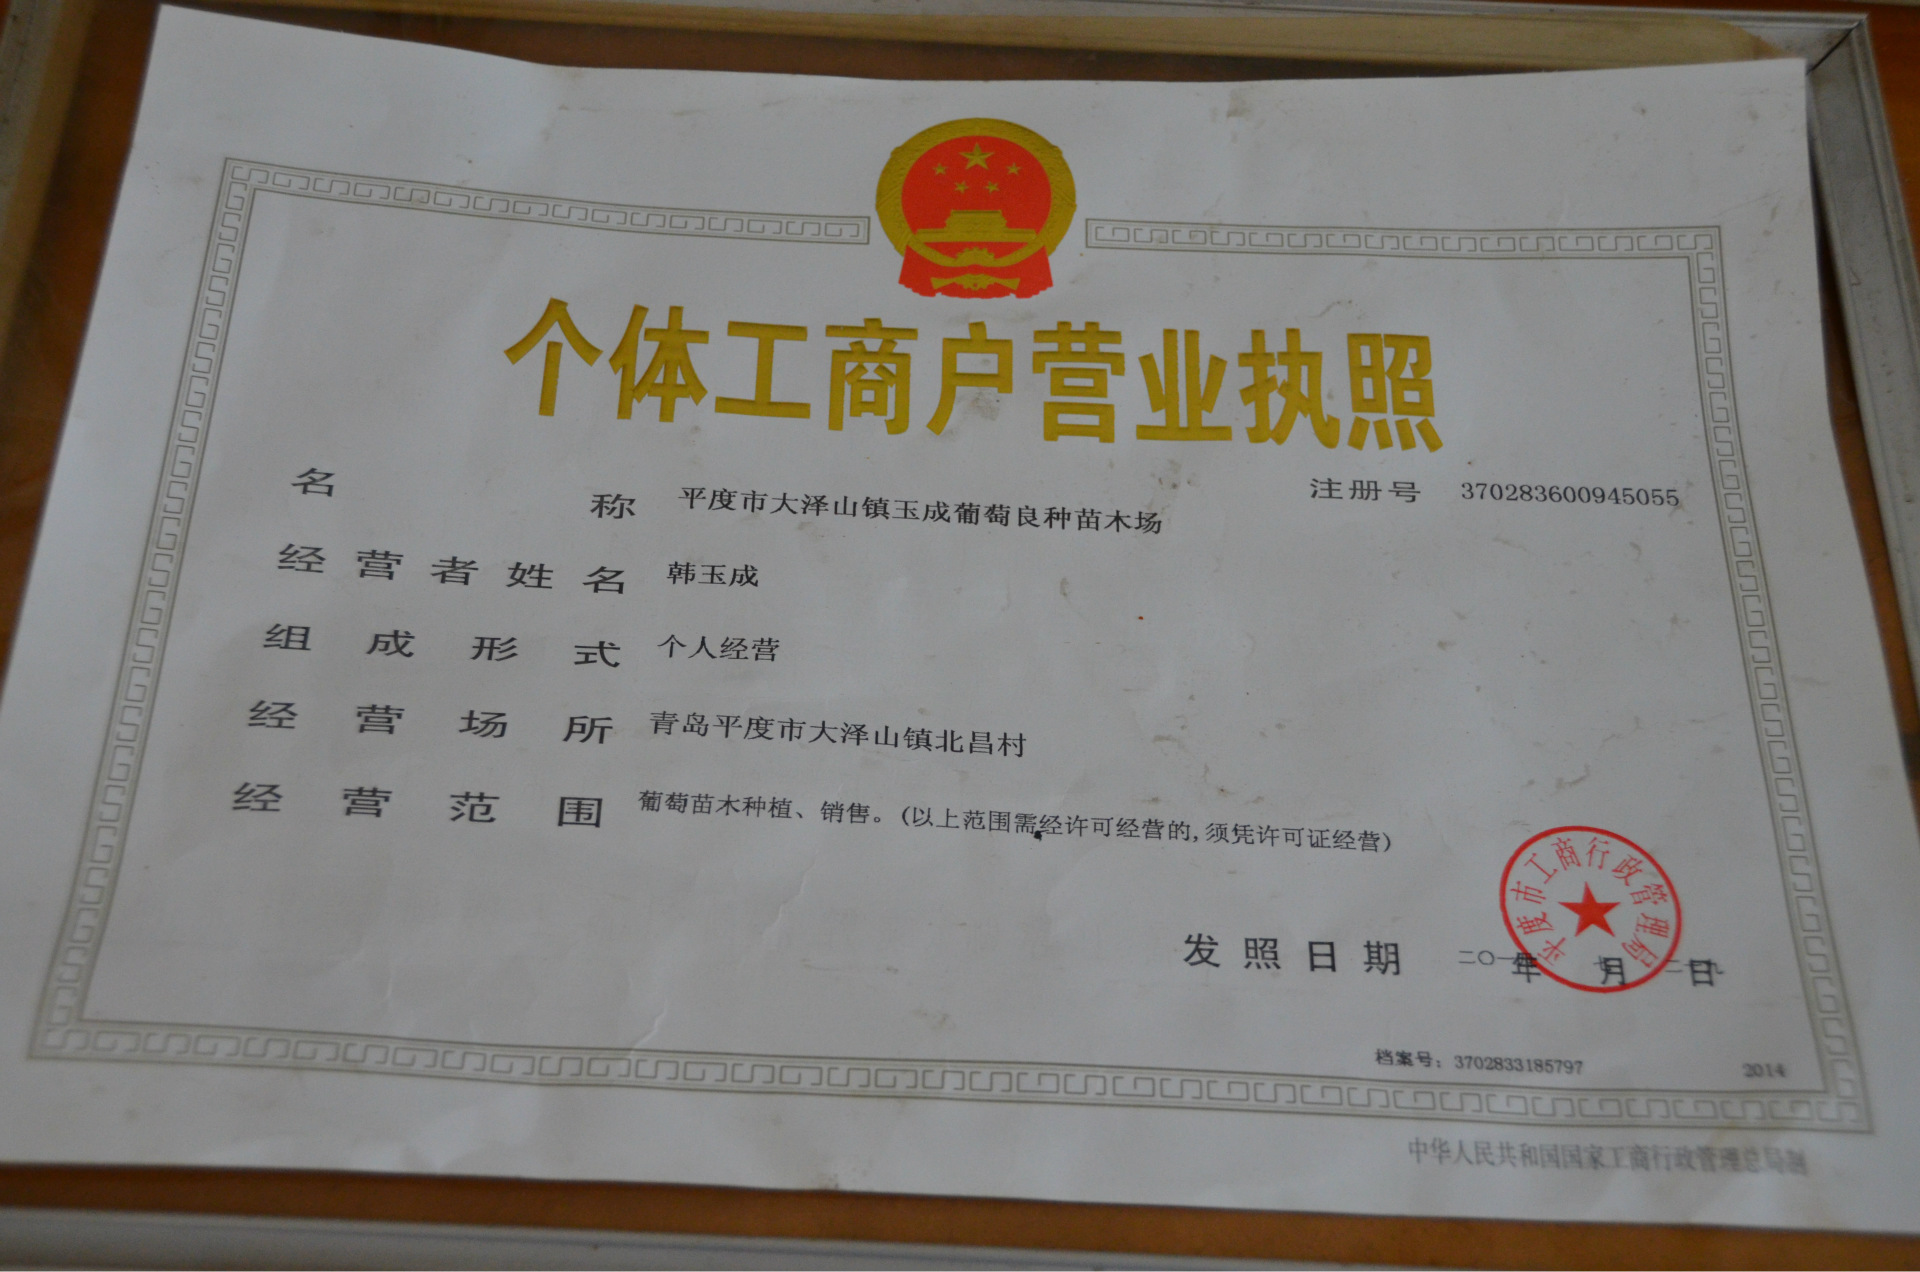 个体工商户营业执照
注册号 370283600945055
名称 平度市大泽山镇玉成葡萄良种苗木场
经营者姓名 韩玉成
组成形式 个人经营
经营场所 青岛平度市大泽山镇北昌村
经营范围 葡萄苗木种植、销售。(以上范围需经许可经营的,须凭许可证经营)
平度市工商行政管理局
发照日期 年 月 日
档案号：3702833185797 2014
中华人民共和国国家工商行政管理总局制